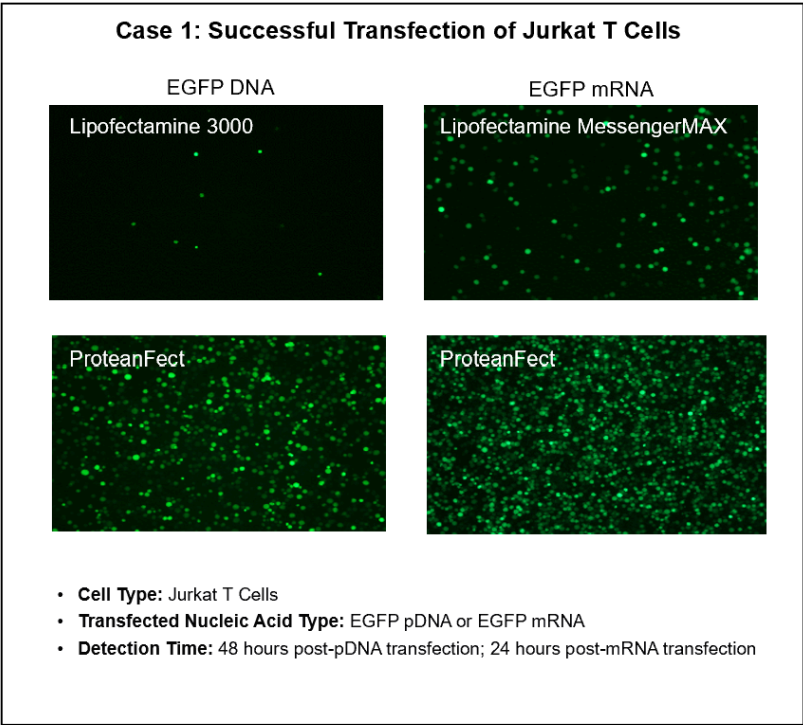 Case 1: Successful Transfection of Jurkat T Cells
EGFP DNA
EGFP mRNA
Lipofectamine 3000
Lipofectamine MessengerMAX
ProteanFect
ProteanFect
• Cell Type: Jurkat T Cells
• Transfected Nucleic Acid Type: EGFP pDNA or EGFP mRNA
• Detection Time: 48 hours post-pDNA transfection; 24 hours post-mRNA transfection